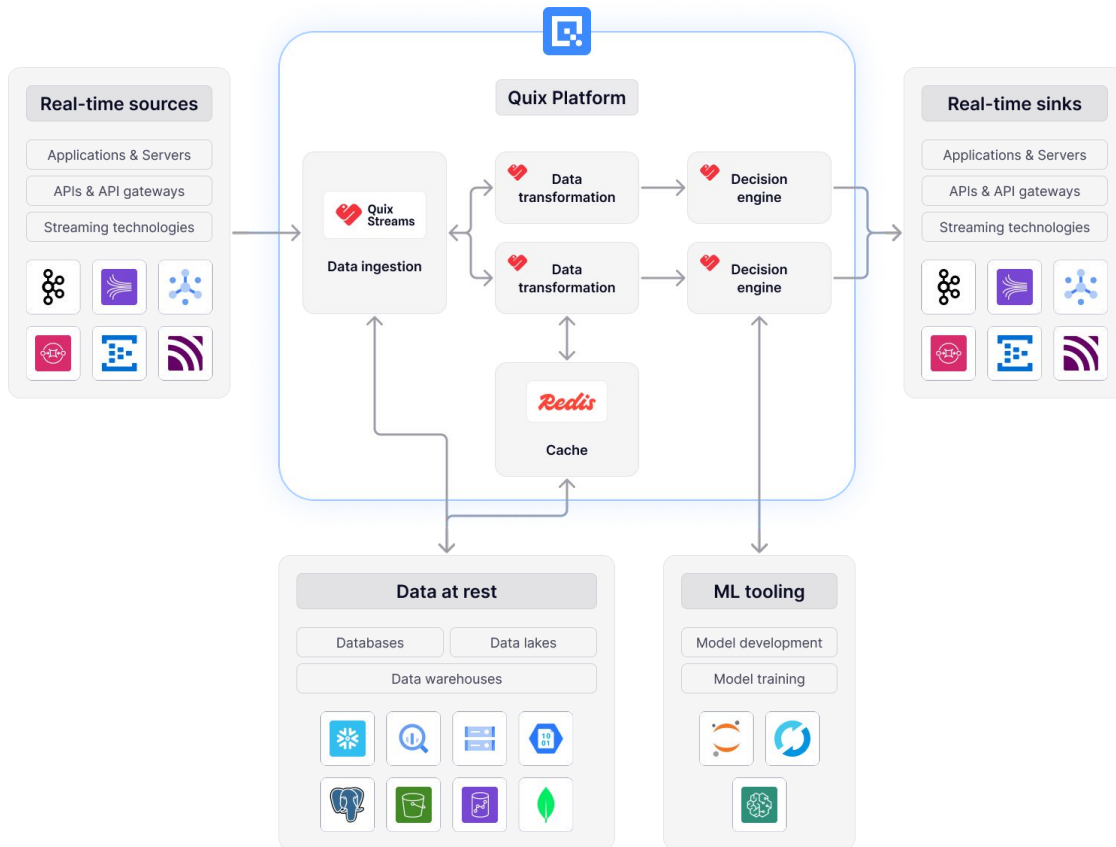 Quix Platform
Real-time sources
Applications & Servers
APIs & API gateways
Streaming technologies
Quix
Streams
Data ingestion
Data
transformation
Decision
engine
Data
transformation
Decision
engine
Redis
Cache
Real-time sinks
Applications & Servers
APIs & API gateways
Streaming technologies
Data at rest
Databases
Data lakes
Data warehouses
10
01
ML tooling
Model development
Model training